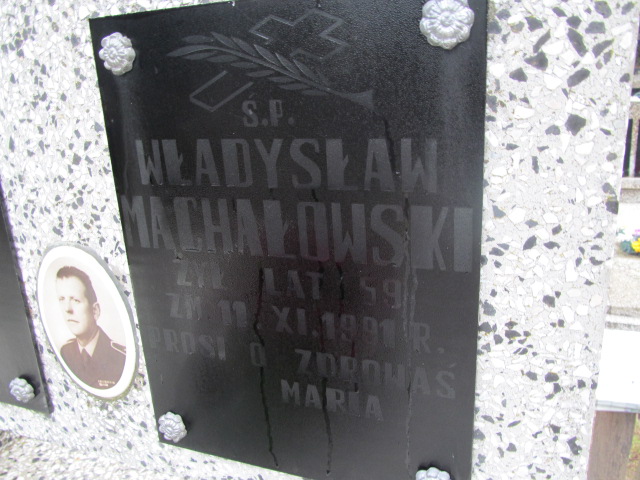 Ś.P.
WŁADYSŁAW
MACHAŁOWSKI
ŻYŁ LAT 59
ZM. 11 XI. 1991 R.
PROSI O ZDROWAŚ
MARIA